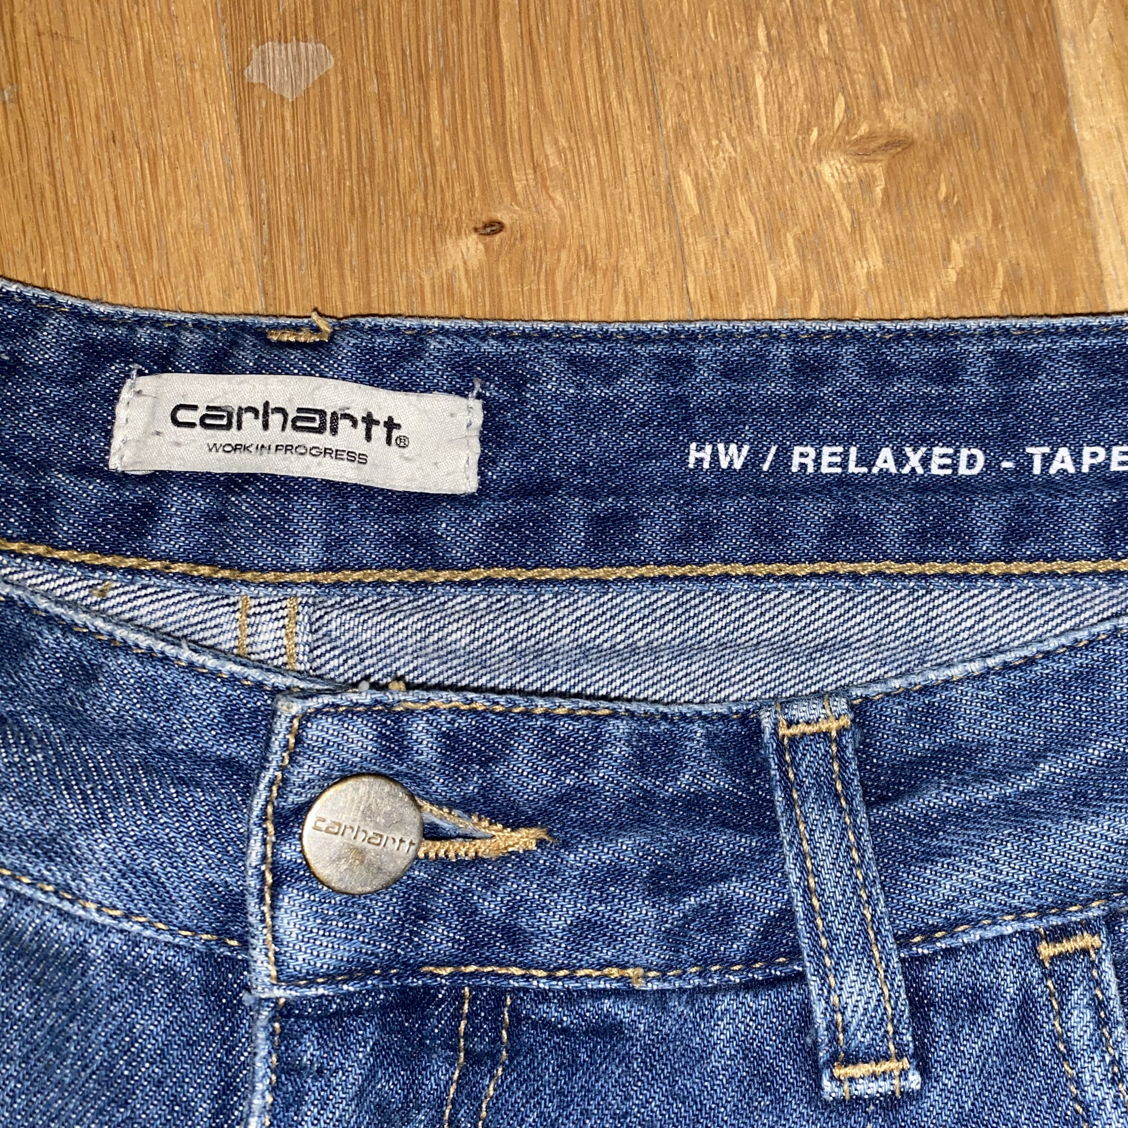 carhartt®
WORK IN PROGRESS
HW / RELAXED - TAPE
carhartt